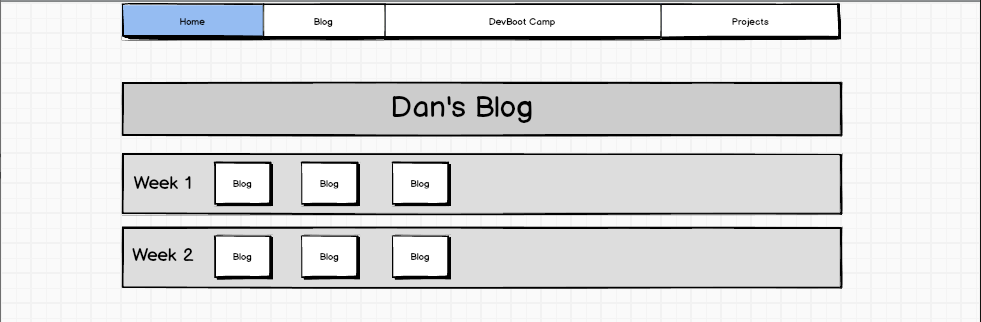 Home Blog DevBoot Camp Projects
Dan's Blog
Week 1 Blog Blog Blog
Week 2 Blog Blog Blog